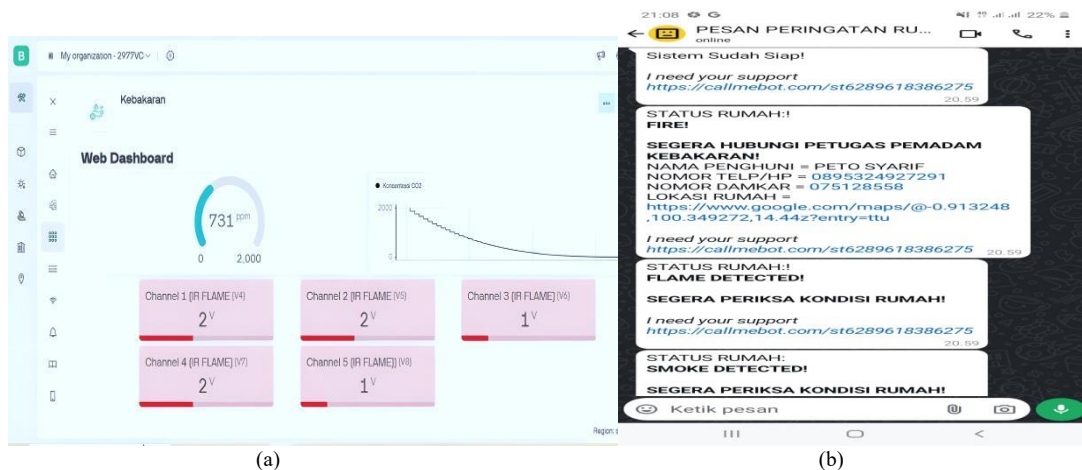 B
My organization - 2977VC
Kebakaran
Web Dashboard
731 ppm
0
2,000
Konsentrasi CO2
2000
0
Channel 1 [IR FLAME (V4)
2 V
Channel 2 [IR FLAME (V5)
2 V
Channel 3 [IR FLAME] (V6)
1 V
Channel 4 [IR FLAME] (V7)
2 V
Channel 5 [IR FLAME]] (V8)
1 V
Region:
(a)
21:08 G
22%
PESAN PERINGATAN RU...
online
Sistem Sudah Siap!
I need your support
https://callmebot.com/st6289618386275
20.59
STATUS RUMAH:!
FIRE!
SEGERA HUBUNGI PETUGAS PEMADAM
KEBAKARAN!
NAMA PENGHUNI = PETO SYARIF
NOMOR TELP/HP = 0895324927291
NOMOR DAMKAR = 075128558
LOKASI RUMAH =
https://www.google.com/maps/@-0.913248
,100.349272,14.44z?entry=ttu
I need your support
https://callmebot.com/st6289618386275 20.59
STATUS RUMAH:!
FLAME DETECTED!
SEGERA PERIKSA KONDISI RUMAH!
I need your support
https://callmebot.com/st6289618386275
20.59
STATUS RUMAH:
SMOKE DETECTED!
SEGERA PERIKSA KONDISI RUMAH!
Ketik pesan
(b)